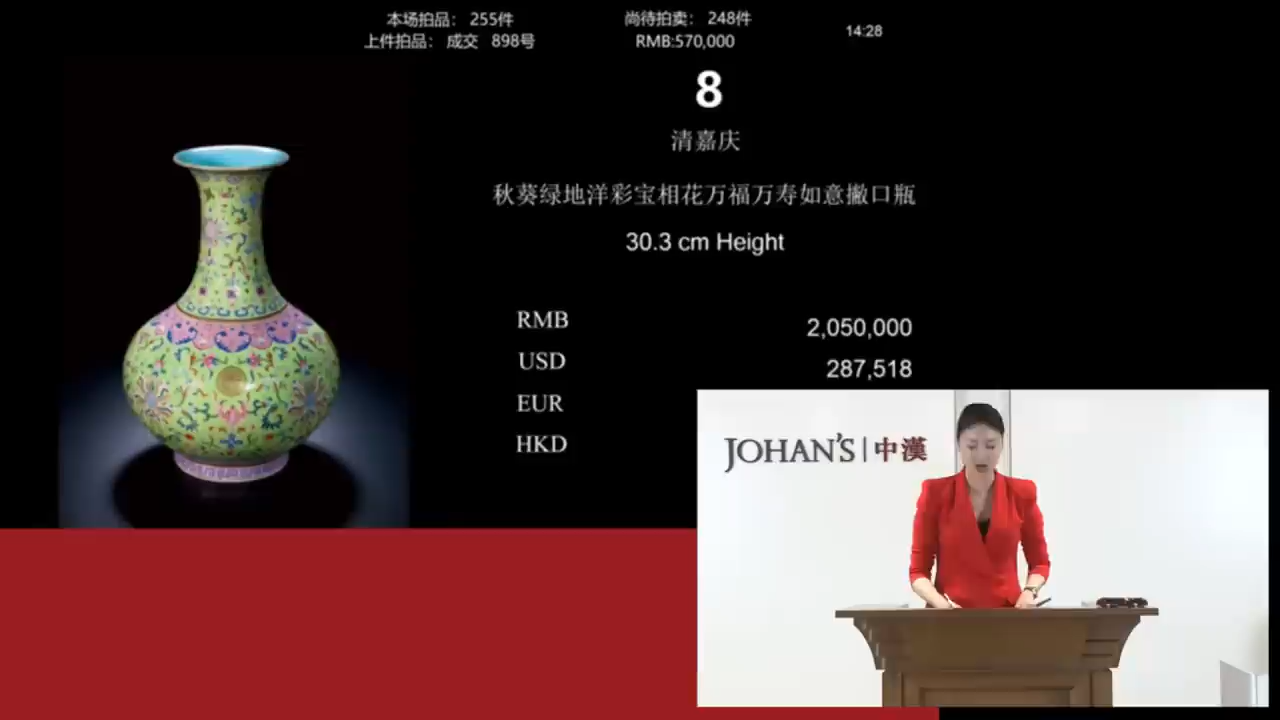 本场拍品： 255件
尚待拍卖： 248件
上件拍品： 成交 898号
RMB:570,000
14:28
8
清嘉庆
秋葵绿地洋彩宝相花万福万寿如意撇口瓶
30.3 cm Height
RMB 2,050,000
USD 287,518
EUR
HKD
JOHAN'S | 中漢